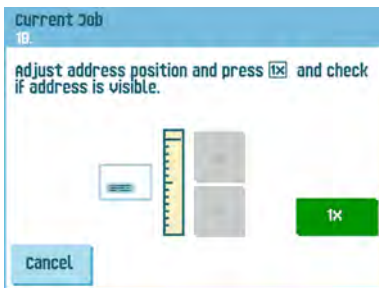 Current Job
10.
Adjust address position and press 1x and check
if address is visible.
1x
Cancel